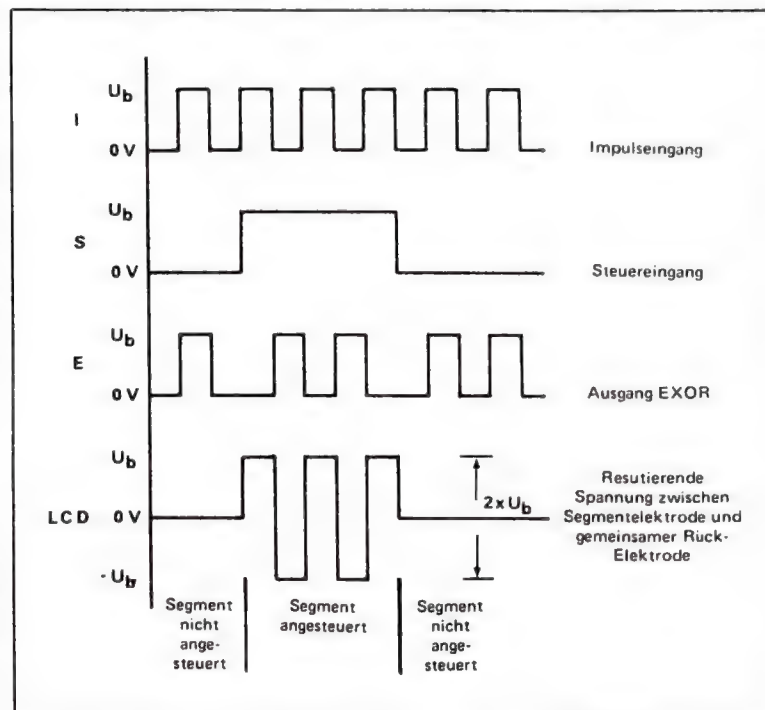 U_b
I
0 V
Impulseingang
U_b
S
0 V
Steuereingang
U_b
E
0 V
Ausgang EXOR
U_b
LCD 0 V
- U_b
2 x U_b
Resutierende
Spannung zwischen
Segmentelektrode und
gemeinsamer Rück-
Elektrode
Segment
nicht
ange-
steuert
Segment
angesteuert
Segment
nicht
ange-
steuert